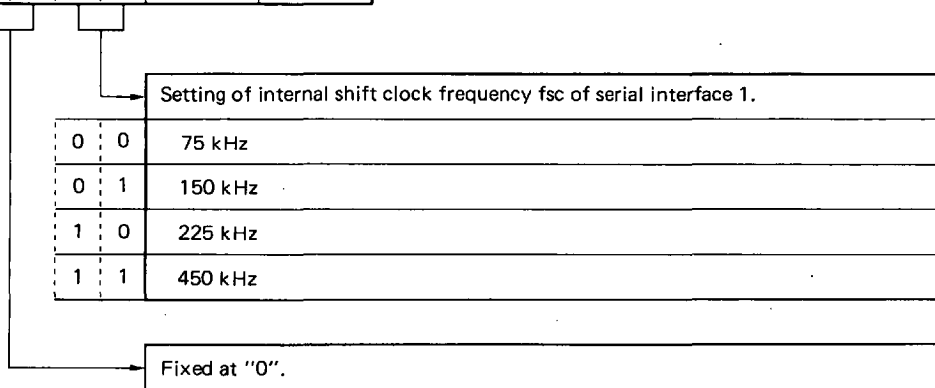 Setting of internal shift clock frequency fsc of serial interface 1.
0 0 75 kHz
0 1 150 kHz
1 0 225 kHz
1 1 450 kHz
Fixed at "0".